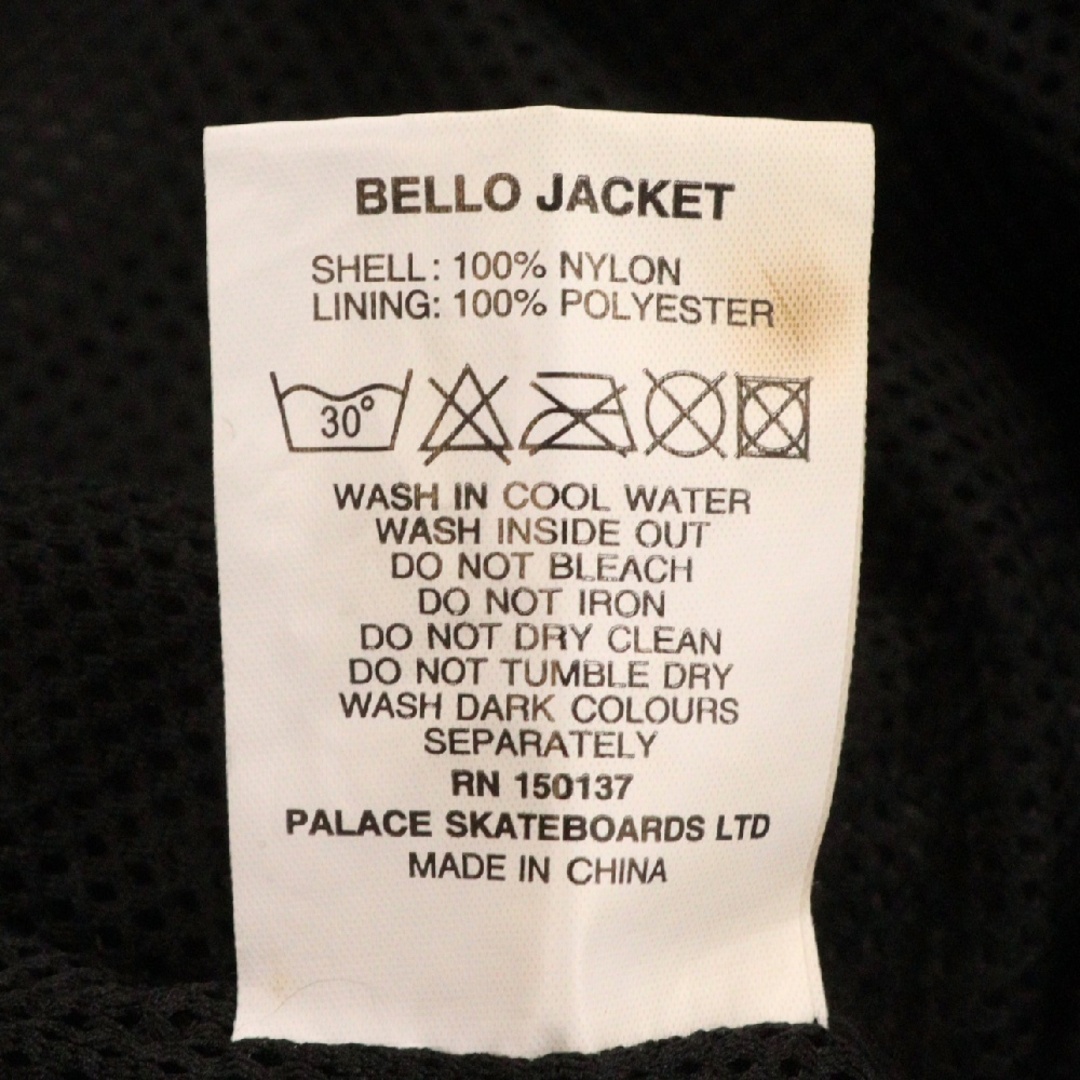 BELLO JACKET
SHELL: 100% NYLON
LINING: 100% POLYESTER
30°
WASH IN COOL WATER
WASH INSIDE OUT
DO NOT BLEACH
DO NOT IRON
DO NOT DRY CLEAN
DO NOT TUMBLE DRY
WASH DARK COLOURS
SEPARATELY
RN 150137
PALACE SKATEBOARDS LTD
MADE IN CHINA